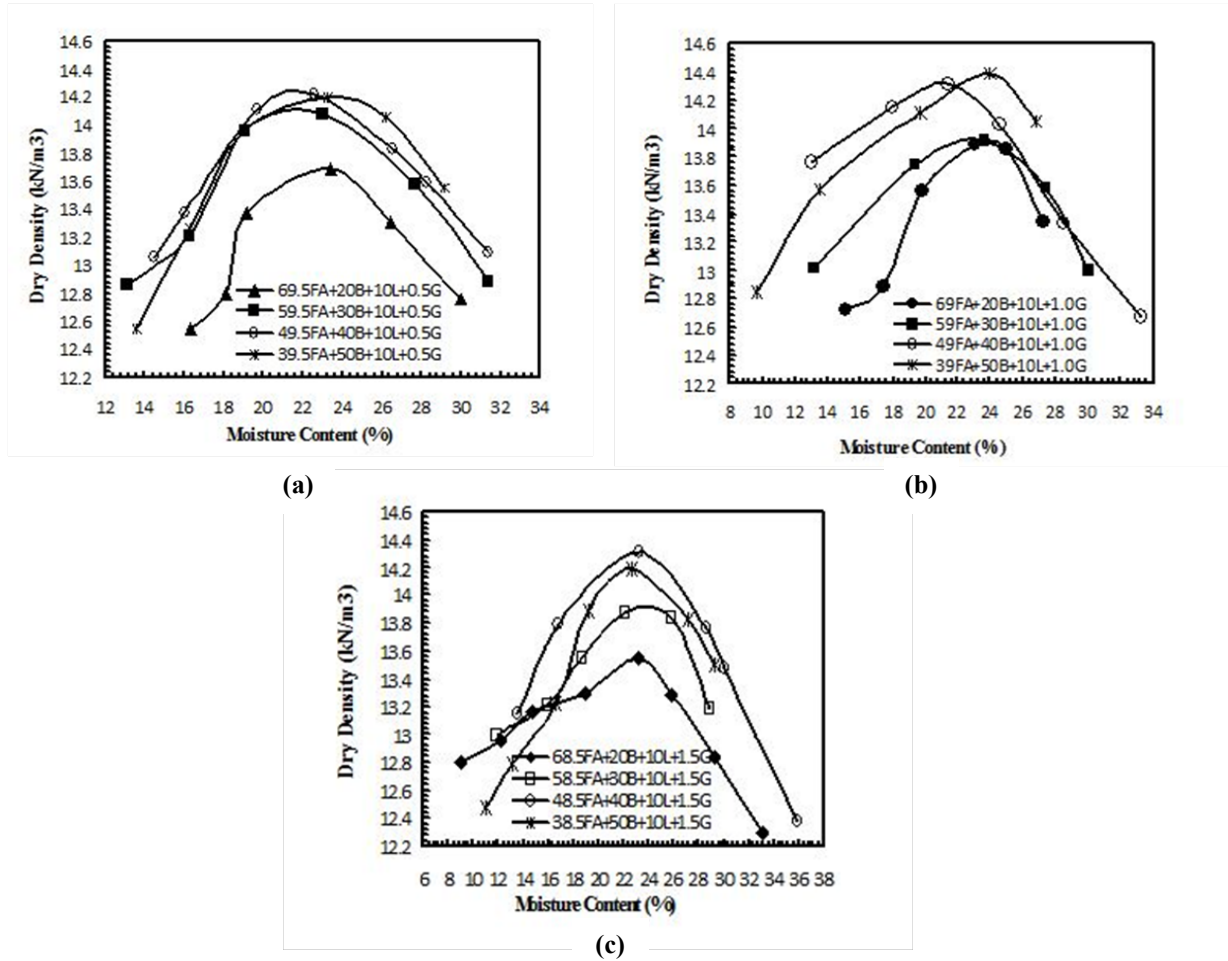 14.6
14.4
14.2
14
13.8
13.6
13.4
13.2
13
12.8
12.6
12.4
12.2
Dry Density (kN/m3)
69.5FA+20B+10L+0.5G
59.5FA+30B+10L+0.5G
49.5FA+40B+10L+0.5G
39.5FA+50B+10L+0.5G
12 14 16 18 20 22 24 26 28 30 32 34
Moisture Content (%)
(a)
14.6
14.4
14.2
14
13.8
13.6
13.4
13.2
13
12.8
12.6
12.4
12.2
Dry Density (kN/m3)
69FA+20B+10L+1.0G
59FA+30B+10L+1.0G
49FA+40B+10L+1.0G
39FA+50B+10L+1.0G
8 10 12 14 16 18 20 22 24 26 28 30 32 34
Moisture Content (%)
(b)
14.6
14.4
14.2
14
13.8
13.6
13.4
13.2
13
12.8
12.6
12.4
12.2
Dry Density (kN/m3)
68.5FA+20B+10L+1.5G
58.5FA+30B+10L+1.5G
48.5FA+40B+10L+1.5G
38.5FA+50B+10L+1.5G
6 8 10 12 14 16 18 20 22 24 26 28 30 32 34 36 38
Moisture Content (%)
(c)